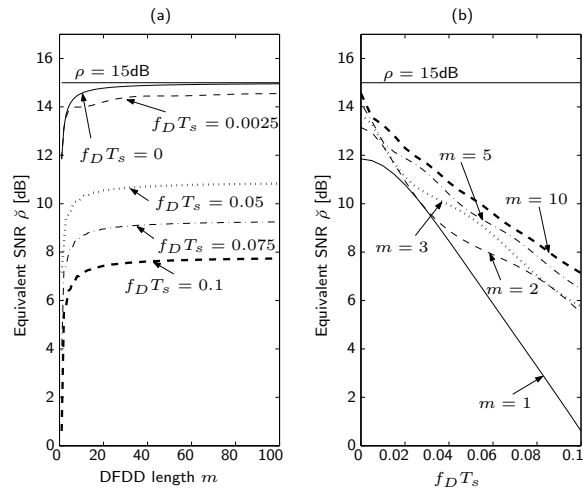 (a)
(b)
Equivalent SNR ρ̆ [dB]
16
14
12
10
8
6
4
2
0
ρ = 15dB
f_D T_s = 0.0025
f_D T_s = 0
f_D T_s = 0.05
f_D T_s = 0.075
f_D T_s = 0.1
0
20
40
60
80
100
DFDD length m
Equivalent SNR ρ̆ [dB]
16
14
12
10
8
6
4
2
0
ρ = 15dB
m = 5
m = 10
m = 3
m = 2
m = 1
0
0.02
0.04
0.06
0.08
0.1
f_D T_s